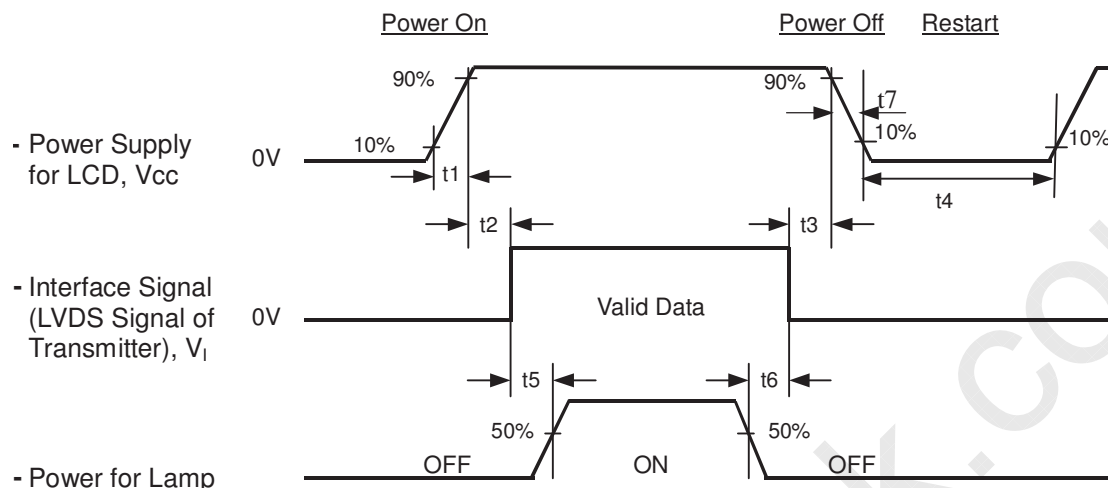 Power On
Power Off
Restart
90%
90%
t7
10%
10%
10%
- Power Supply
for LCD, Vcc
0V
t1
t4
t2
t3
- Interface Signal
(LVDS Signal of
Transmitter), VI
0V
Valid Data
t5
t6
50%
50%
- Power for Lamp
OFF
ON
OFF